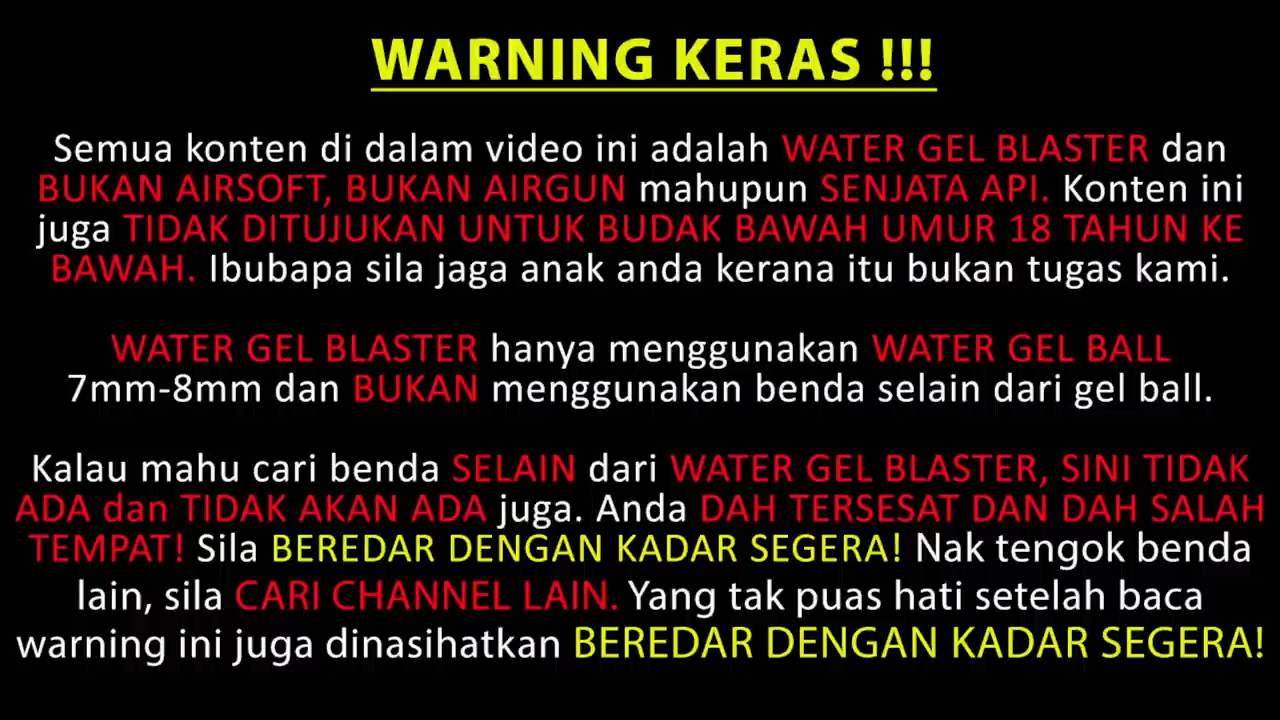 WARNING KERAS !!!
Semua konten di dalam video ini adalah WATER GEL BLASTER dan
BUKAN AIRSOFT, BUKAN AIRGUN mahupun SENJATA API. Konten ini
juga TIDAK DITUJUKAN UNTUK BUDAK BAWAH UMUR 18 TAHUN KE
BAWAH. Ibubapa sila jaga anak anda kerana itu bukan tugas kami.
WATER GEL BLASTER hanya menggunakan WATER GEL BALL
7mm-8mm dan BUKAN menggunakan benda selain dari gel ball.
Kalau mahu cari benda SELAIN dari WATER GEL BLASTER, SINI TIDAK
ADA dan TIDAK AKAN ADA juga. Anda DAH TERSESAT DAN DAH SALAH
TEMPAT! Sila BEREDAR DENGAN KADAR SEGERA! Nak tengok benda
lain, sila CARI CHANNEL LAIN. Yang tak puas hati setelah baca
warning ini juga dinasihatkan BEREDAR DENGAN KADAR SEGERA!